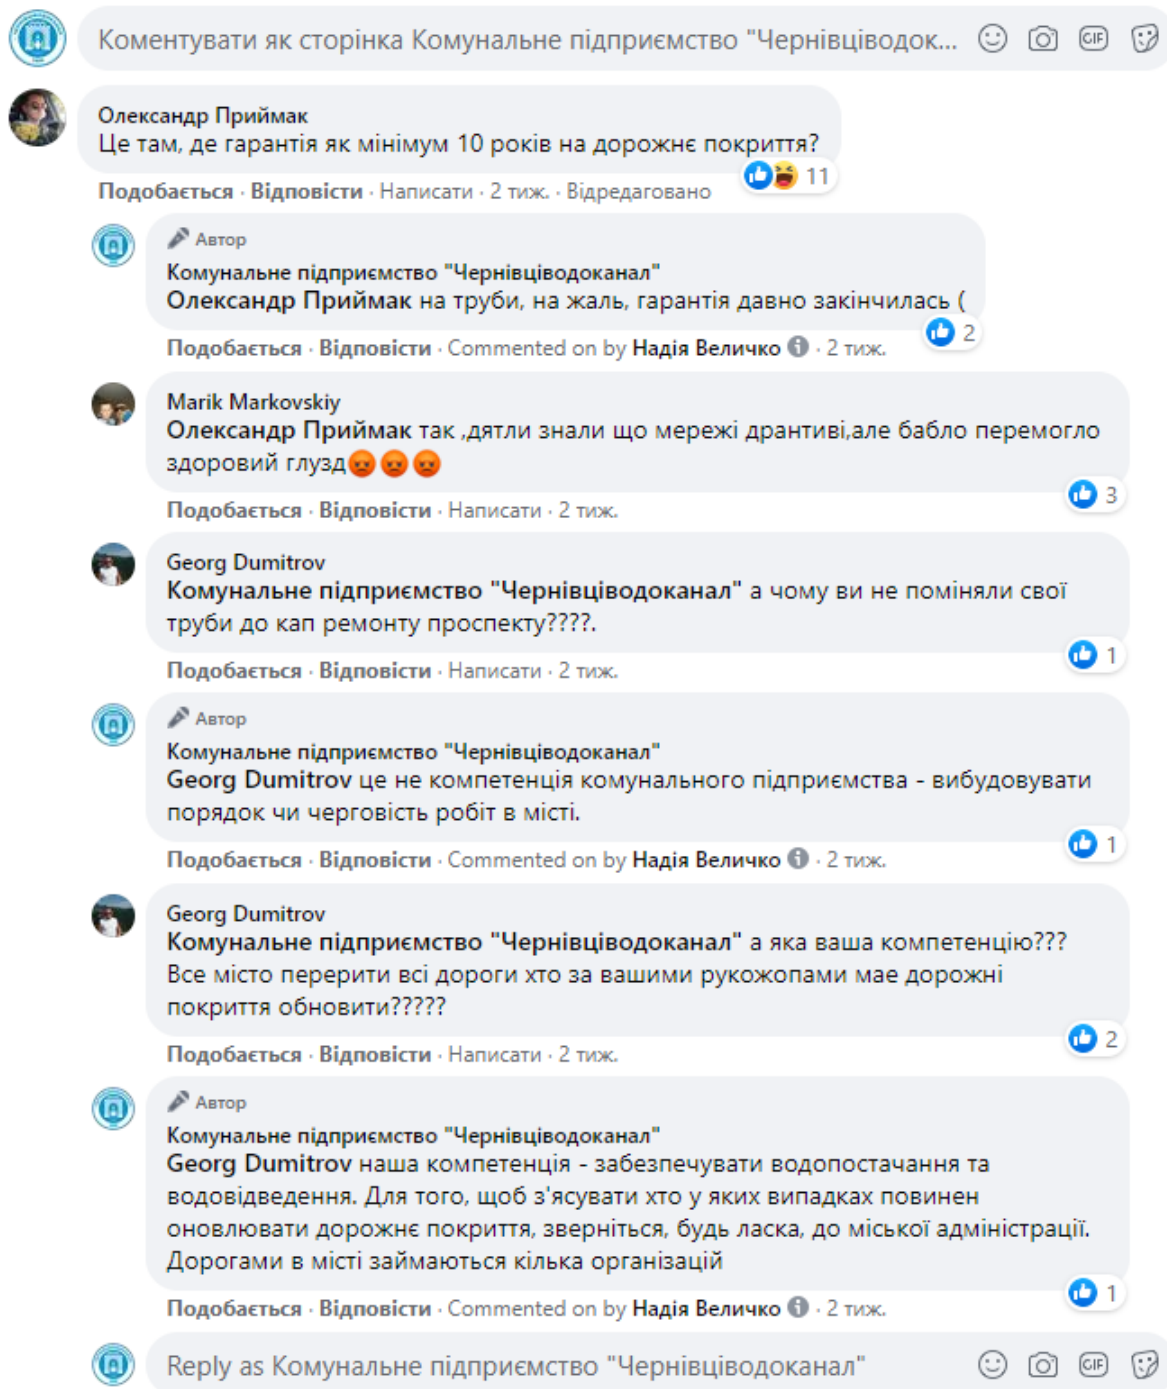 Коментувати як сторінка Комунальне підприємство "Чернівціводок...
GIF
Олександр Приймак
Це там, де гарантія як мінімум 10 років на дорожнє покриття?
11
Подобається · Відповісти · Написати · 2 тиж. · Відредаговано
Автор
Комунальне підприємство "Чернівціводоканал"
Олександр Приймак на труби, на жаль, гарантія давно закінчилась (
2
Подобається · Відповісти · Commented on by Надія Величко · 2 тиж.
Marik Markovskiy
Олександр Приймак так ,дятли знали що мережі дрантиві,але бабло перемогло
здоровий глузд😡😡😡
3
Подобається · Відповісти · Написати · 2 тиж.
Georg Dumitrov
Комунальне підприємство "Чернівціводоканал" а чому ви не поміняли свої
труби до кап ремонту проспекту????.
1
Подобається · Відповісти · Написати · 2 тиж.
Автор
Комунальне підприємство "Чернівціводоканал"
Georg Dumitrov це не компетенція комунального підприємства - вибудовувати
порядок чи черговість робіт в місті.
1
Подобається · Відповісти · Commented on by Надія Величко · 2 тиж.
Georg Dumitrov
Комунальне підприємство "Чернівціводоканал" а яка ваша компетенцію???
Все місто перерити всі дороги хто за вашими рукожопами мае дорожні
покриття обновити?????
2
Подобається · Відповісти · Написати · 2 тиж.
Автор
Комунальне підприємство "Чернівціводоканал"
Georg Dumitrov наша компетенція - забезпечувати водопостачання та
водовідведення. Для того, щоб з'ясувати хто у яких випадках повинен
оновлювати дорожнє покриття, зверніться, будь ласка, до міської адміністрації.
Дорогами в місті займаються кілька організацій
1
Подобається · Відповісти · Commented on by Надія Величко · 2 тиж.
Reply as Комунальне підприємство "Чернівціводоканал"
GIF